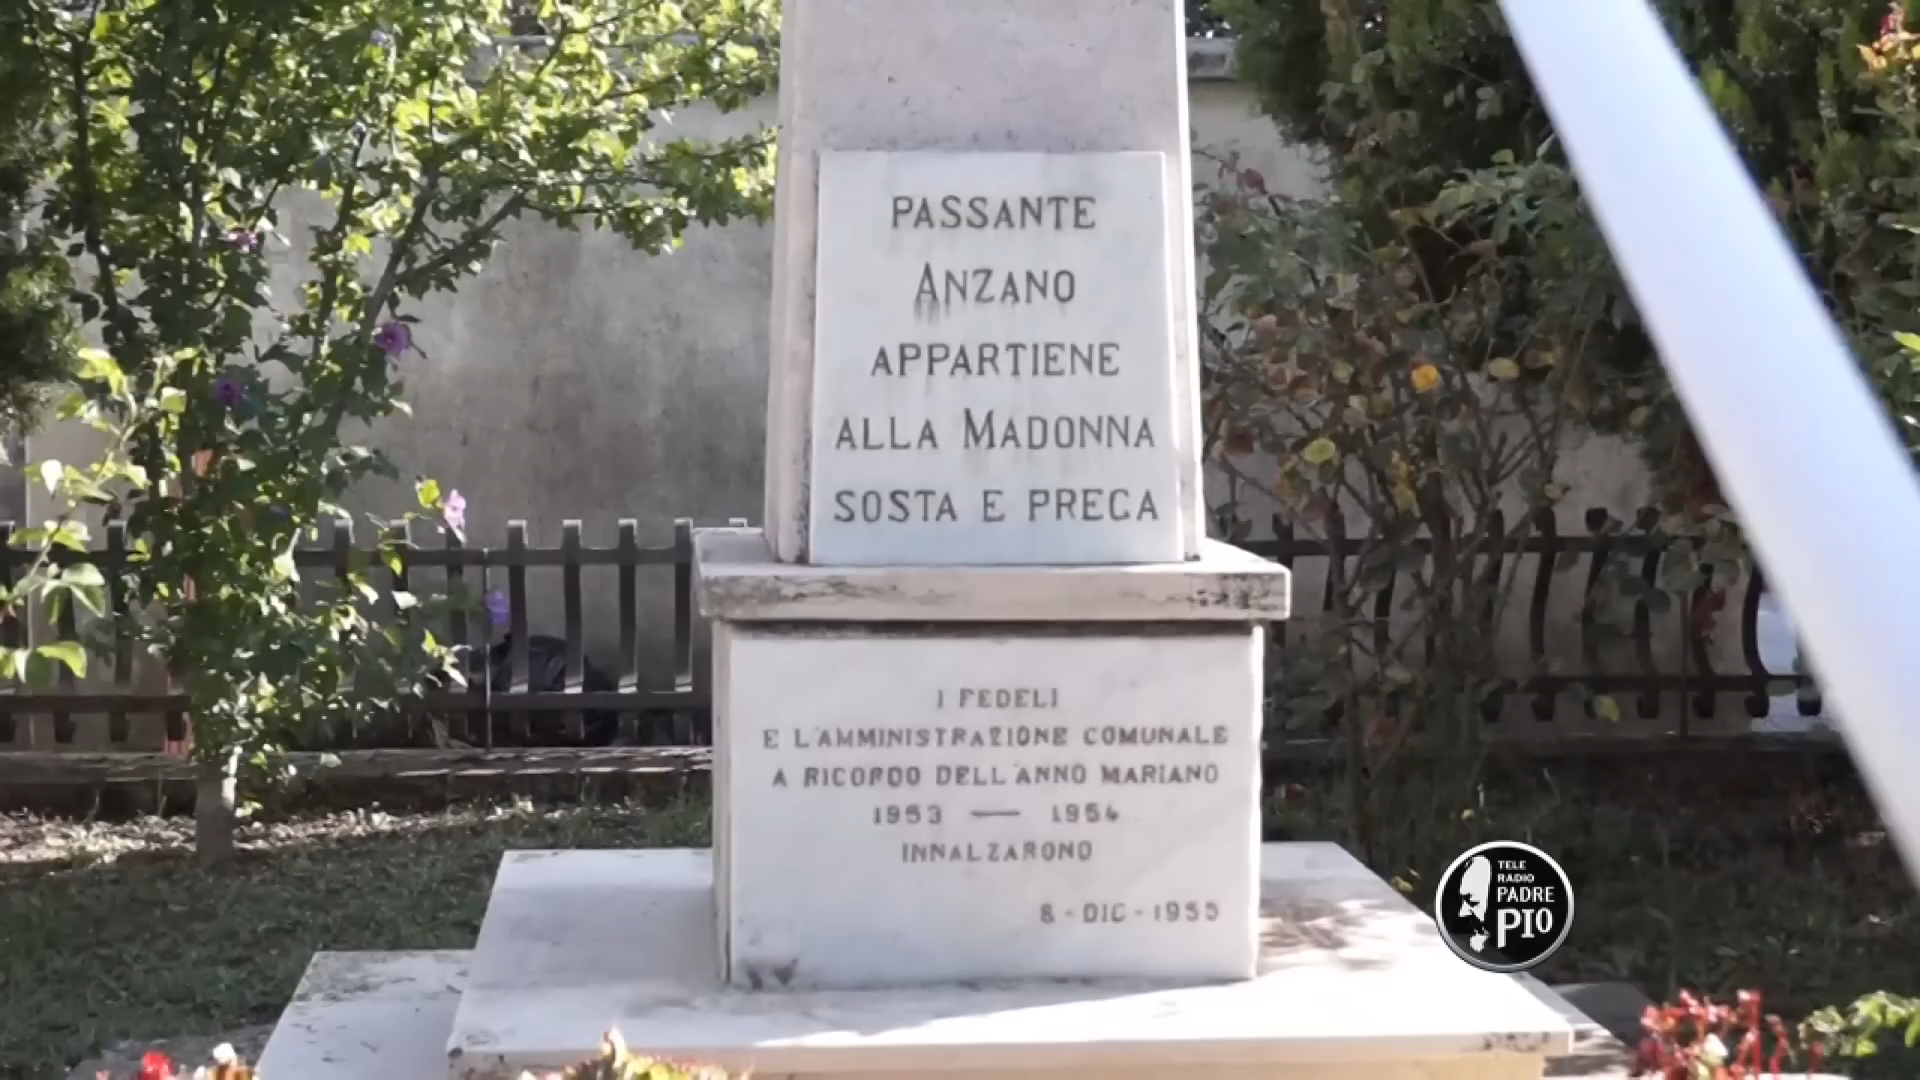 PASSANTE
ANZANO
APPARTIENE
ALLA MADONNA
SOSTA E PREGA
I FEDELI
E L'AMMINISTRAZIONE COMUNALE
A RICORDO DELL'ANNO MARIANO
1953 — 1954
INNALZARONO
8 - DIC - 1955
TELE
RADIO
PADRE
PIO